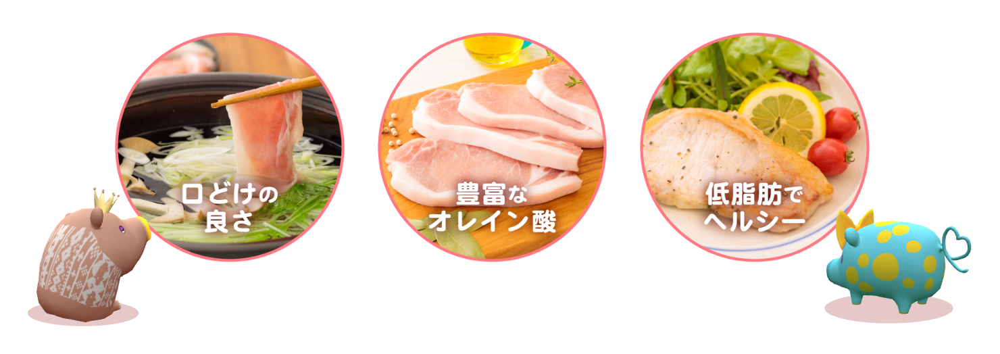 口どけの
良さ
豊富な
オレイン酸
低脂肪で
ヘルシー